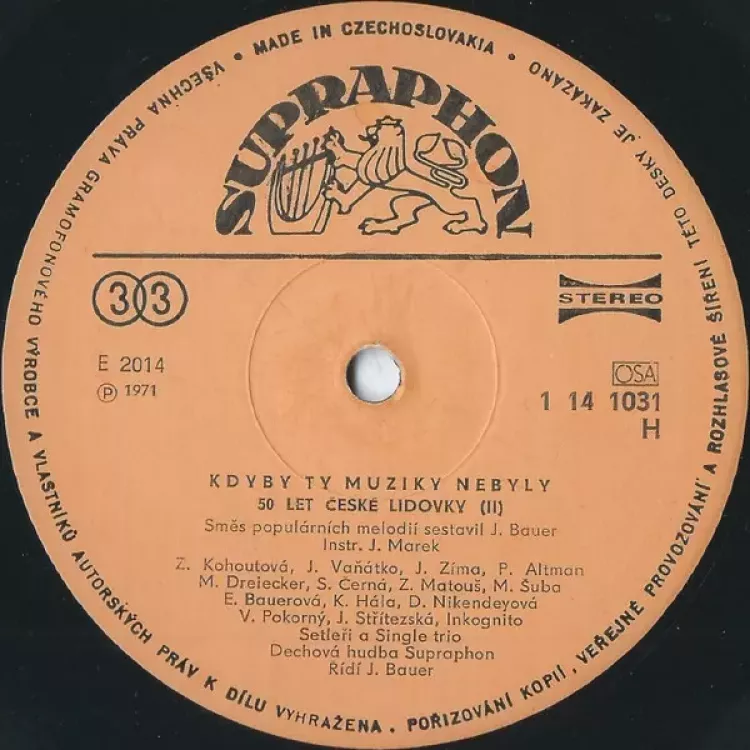 VŠECHNA PRÁVA GRAMOFONOVÉHO VÝROBCE A VLASTNÍKŮ AUTORSKÝCH PRÁV K DÍLU VYHRAŽENA . POŘIZOVÁNÍ KOPIÍ, VEŘEJNÉ PROVOZOVÁNÍ A ROZHLASOVÉ ŠÍŘENÍ TÉTO DESKY JE ZAKÁZÁNO • MADE IN CZECHOSLOVAKIA •
SUPRAPHON
33
STEREO
E 2014
Ⓟ 1971
OSA
1 14 1031
H
KDYBY TY MUZIKY NEBYLY
50 LET ČESKÉ LIDOVKY (II)
Směs populárních melodií sestavil J. Bauer
Instr. J. Marek
Z. Kohoutová, J. Vaňátko, J. Zíma, P. Altman
M. Dreiecker, S. Černá, Z. Matouš, M. Šuba
E. Bauerová, K. Hála, D. Nikendeyová
V. Pokorný, J. Střítezská, Inkognito
Setleři a Single trio
Dechová hudba Supraphon
Řídí J. Bauer